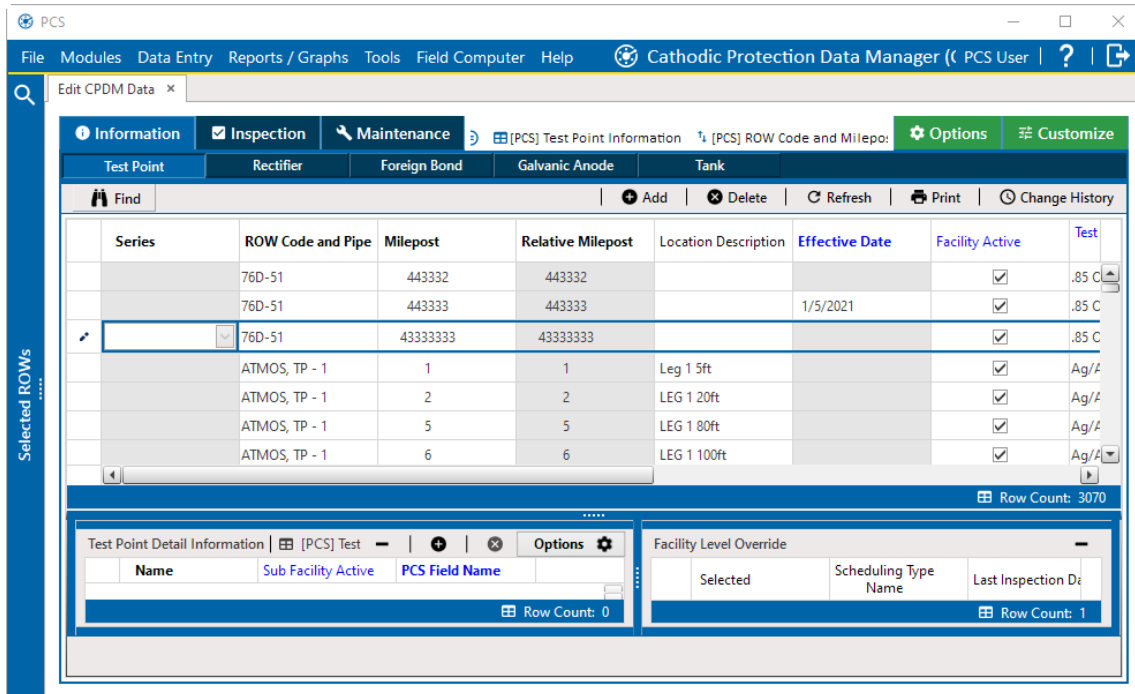 PCS
File Modules Data Entry Reports / Graphs Tools Field Computer Help Cathodic Protection Data Manager (C PCS User | ? |
Edit CPDM Data ×
Information Inspection Maintenance [PCS] Test Point Information [PCS] ROW Code and Milepo: Options Customize
Test Point Rectifier Foreign Bond Galvanic Anode Tank
Find | Add | Delete | Refresh | Print | Change History
Series ROW Code and Pipe Milepost Relative Milepost Location Description Effective Date Facility Active Test
76D-51 443332 443332 .85 C
76D-51 443333 443333 1/5/2021 .85 C
76D-51 43333333 43333333 .85 C
ATMOS, TP - 1 1 1 Leg 1 5ft Ag/A
ATMOS, TP - 1 2 2 LEG 1 20ft Ag/A
ATMOS, TP - 1 5 5 LEG 1 80ft Ag/A
ATMOS, TP - 1 6 6 LEG 1 100ft Ag/A
Row Count: 3070
Selected ROWs
Test Point Detail Information | [PCS] Test | | Options
Name Sub Facility Active PCS Field Name
Row Count: 0
Facility Level Override
Selected Scheduling Type Name Last Inspection Da
Row Count: 1